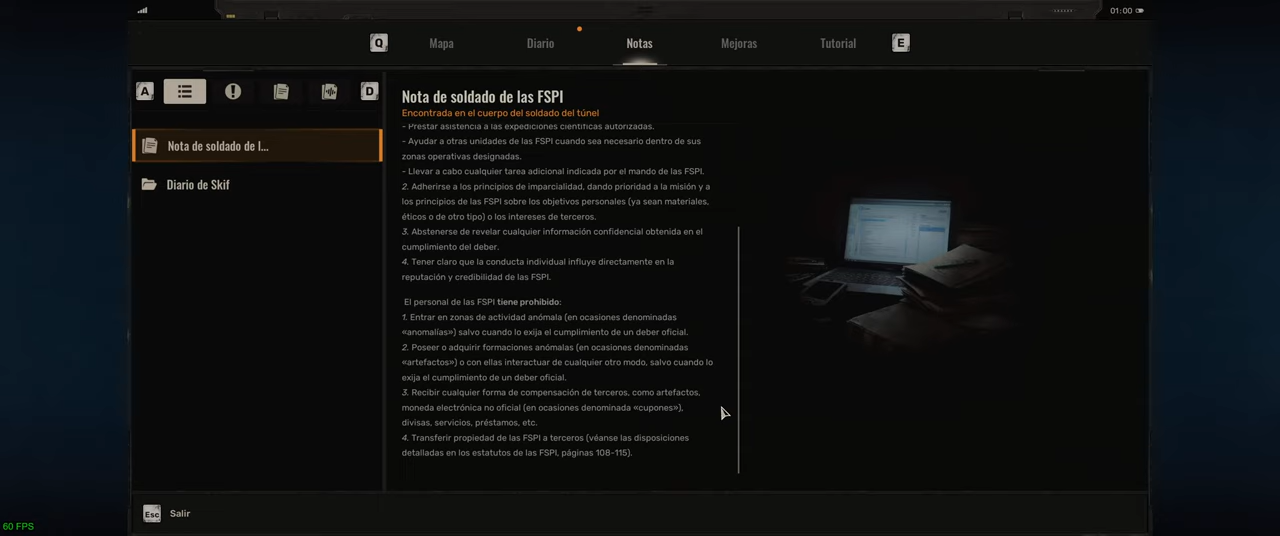 01:00
Q
Mapa
Diario
Notas
Mejoras
Tutorial
E
A
D
Nota de soldado de l...
Diario de Skif
Nota de soldado de las FSPI
Encontrada en el cuerpo del soldado del túnel
- Prestar asistencia a las expediciones científicas autorizadas.
- Ayudar a otras unidades de las FSPI cuando sea necesario dentro de sus
zonas operativas designadas.
- Llevar a cabo cualquier tarea adicional indicada por el mando de las FSPI.
2. Adherirse a los principios de imparcialidad, dando prioridad a la misión y a
los principios de las FSPI sobre los objetivos personales (ya sean materiales,
éticos o de otro tipo) o los intereses de terceros.
3. Abstenerse de revelar cualquier información confidencial obtenida en el
cumplimiento del deber.
4. Tener claro que la conducta individual influye directamente en la
reputación y credibilidad de las FSPI.
El personal de las FSPI tiene prohibido:
1. Entrar en zonas de actividad anómala (en ocasiones denominadas
«anomalías») salvo cuando lo exija el cumplimiento de un deber oficial.
2. Poseer o adquirir formaciones anómalas (en ocasiones denominadas
«artefactos») o con ellas interactuar de cualquier otro modo, salvo cuando lo
exija el cumplimiento de un deber oficial.
3. Recibir cualquier forma de compensación de terceros, como artefactos,
moneda electrónica no oficial (en ocasiones denominada «cupones»),
divisas, servicios, préstamos, etc.
4. Transferir propiedad de las FSPI a terceros (véanse las disposiciones
detalladas en los estatutos de las FSPI, páginas 108-115).
Esc
Salir
60 FPS